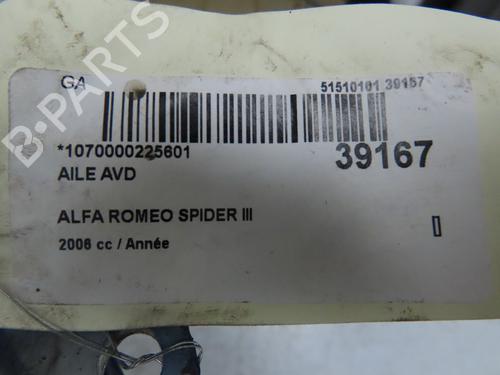 GA
51510101 39167
*1070000225601
39167
AILE AVD
ALFA ROMEO SPIDER III
2006 cc / Année
B-PARTS